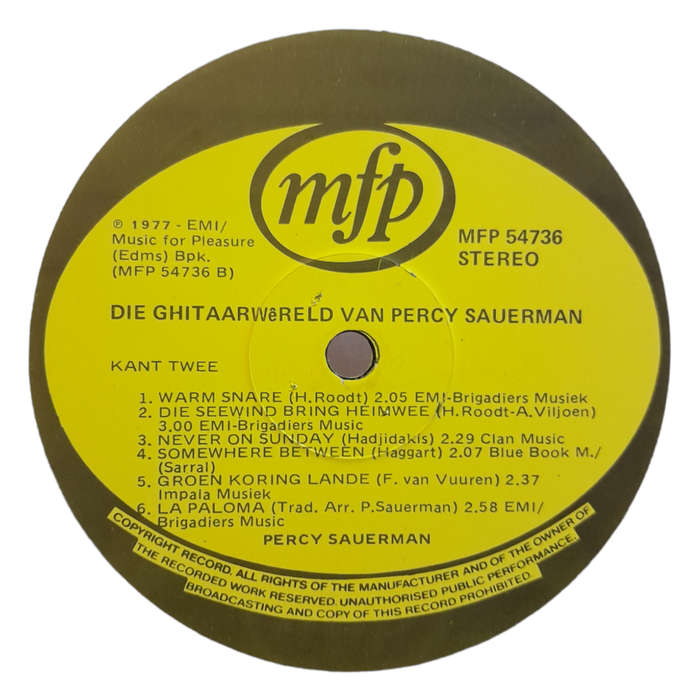 mfp
℗ 1977 - EMI/
Music for Pleasure
(Edms) Bpk.
(MFP 54736 B)
MFP 54736
STEREO
DIE GHITAARWêRELD VAN PERCY SAUERMAN
KANT TWEE
1. WARM SNARE (H.Roodt) 2.05 EMI-Brigadiers Musiek
2. DIE SEEWIND BRING HEIMWEE (H.Roodt-A.Viljoen)
3.00 EMI-Brigadiers Music
3. NEVER ON SUNDAY (Hadjidakis) 2.29 Clan Music
4. SOMEWHERE BETWEEN (Haggart) 2.07 Blue Book M./
(Sarral)
5. GROEN KORING LANDE (F. van Vuuren) 2.37
Impala Musiek
6. LA PALOMA (Trad. Arr. P.Sauerman) 2.58 EMI/
Brigadiers Music
PERCY SAUERMAN
COPYRIGHT RECORD. ALL RIGHTS OF THE MANUFACTURER AND OF THE OWNER OF
THE RECORDED WORK RESERVED. UNAUTHORISED PUBLIC PERFORMANCE,
BROADCASTING AND COPY OF THIS RECORD PROHIBITED